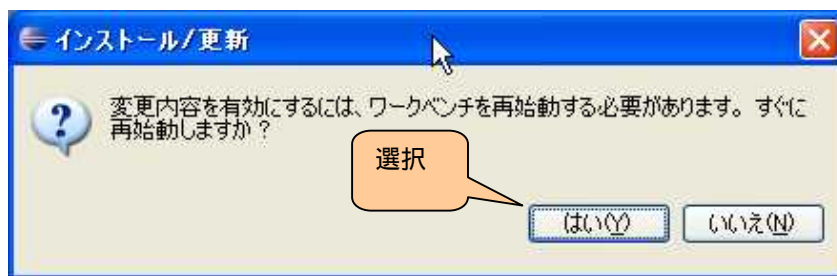 インストール/更新
変更内容を有効にするには、ワークベンチを再始動する必要があります。すぐに
再始動しますか？
選択
はい(Y) いいえ(N)